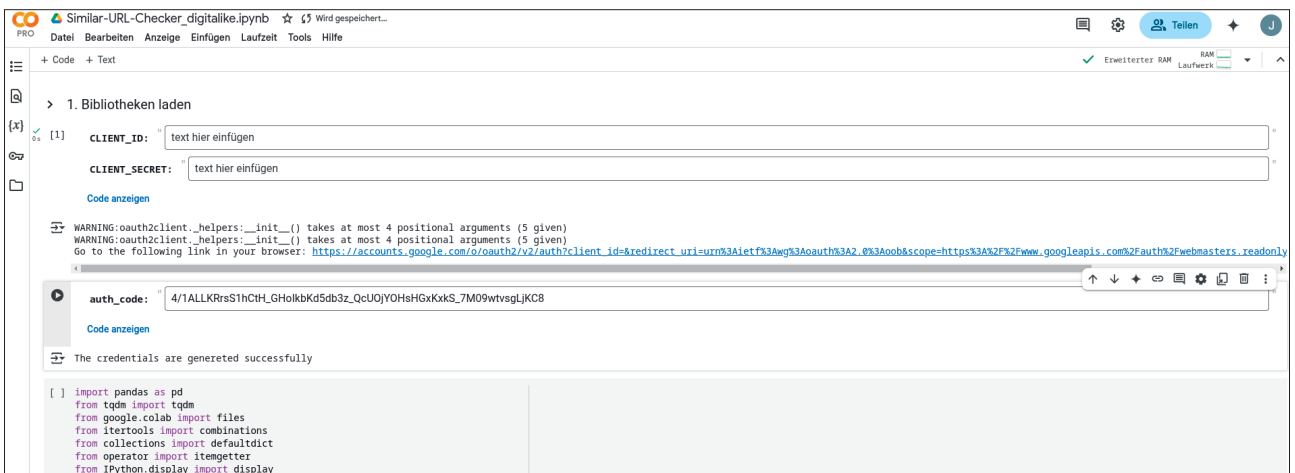 CO Similar-URL-Checker_digitalike.ipynb Wird gespeichert...
PRO Datei Bearbeiten Anzeige Einfügen Laufzeit Tools Hilfe
Teilen J
+ Code + Text
Erweiterter RAM RAM Laufwerk
1. Bibliotheken laden
{x}
0 s [1] CLIENT_ID: "text hier einfügen"
CLIENT_SECRET: "text hier einfügen"
Code anzeigen
WARNING:oauth2client._helpers:__init__() takes at most 4 positional arguments (5 given)
WARNING:oauth2client._helpers:__init__() takes at most 4 positional arguments (5 given)
Go to the following link in your browser: https://accounts.google.com/o/oauth2/v2/auth?client_id=&redirect_uri=urn%3Aietf%3Awg%3Aoauth%3A2.0%3Aoob&scope=https%3A%2F%2Fwww.googleapis.com%2Fauth%2Fwebmasters.readonly
auth_code: "4/1ALLKRrsS1hCtH_GHolkbKd5db3z_QcUOjYOHsHGxKxkS_7M09wtvsgLjKC8"
Code anzeigen
The credentials are genereted successfully
[ ] import pandas as pd
from tqdm import tqdm
from google.colab import files
from itertools import combinations
from collections import defaultdict
from operator import itemgetter
from IPython.display import display